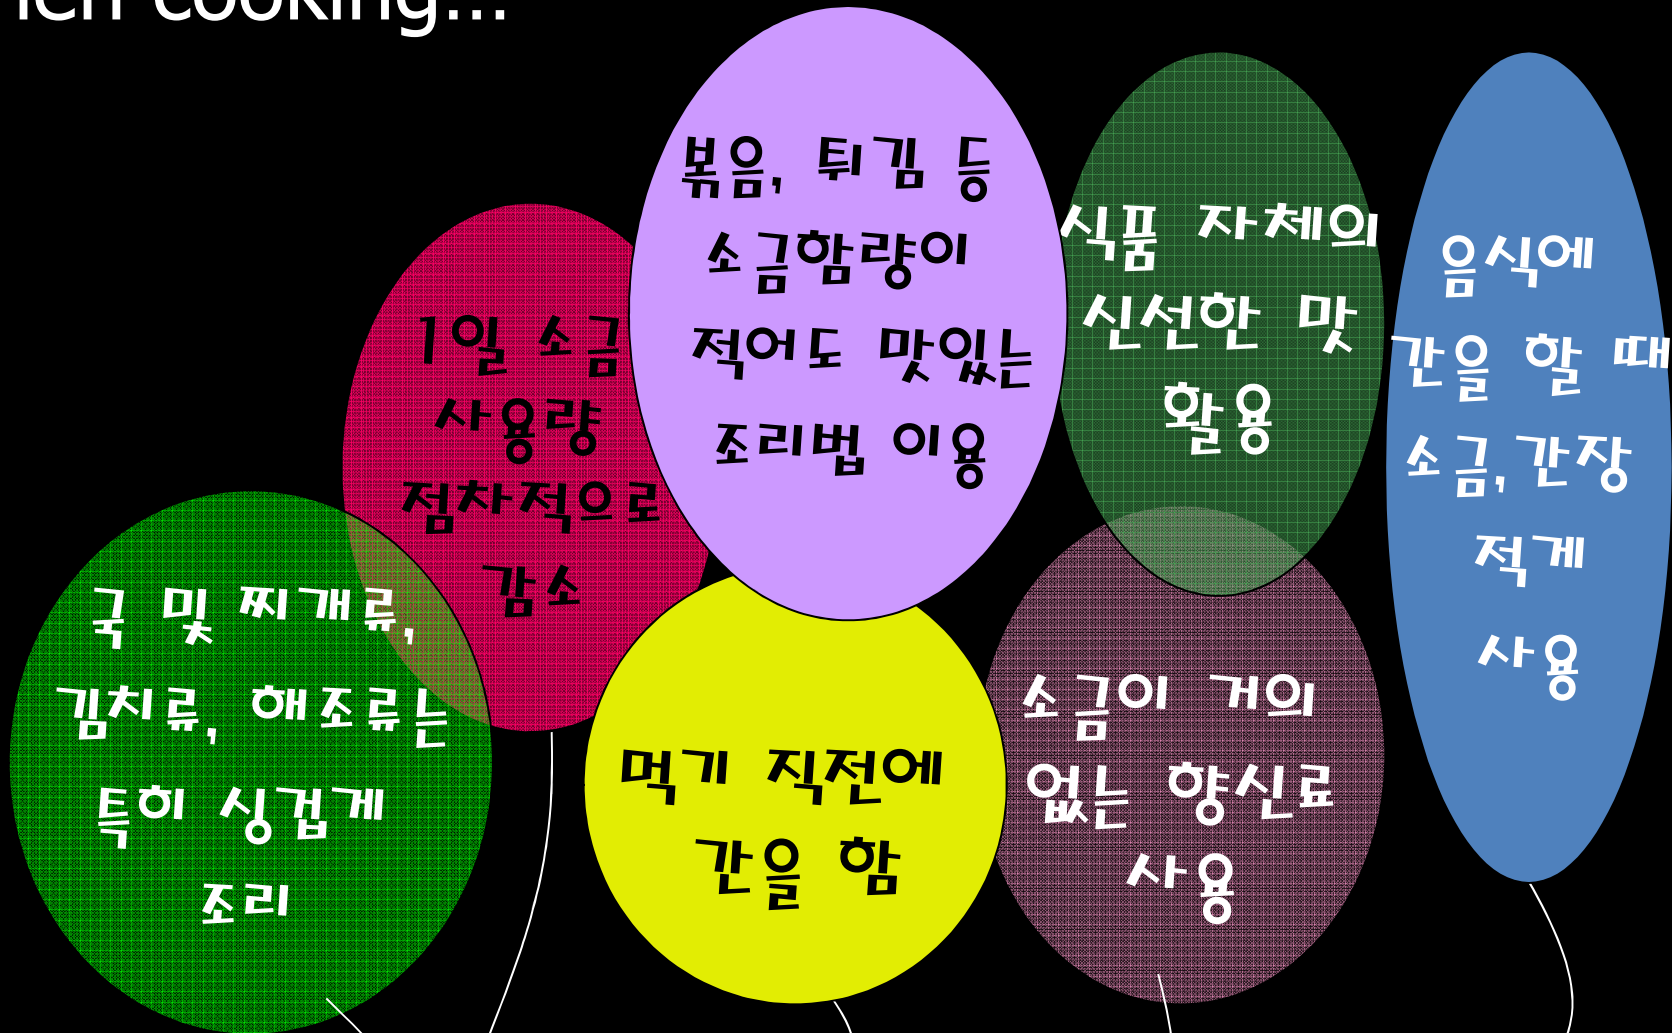 cooking...
국 및 찌개류,
김치류, 해조류는
특히 싱겁게
조리
1일 소금
사용량
점차적으로
감소
볶음, 튀김 등
소금함량이
적어도 맛있는
조리법 이용
먹기 직전에
간을 함
식품 자체의
신선한 맛
활용
소금이 거의
없는 향신료
사용
음식에
간을 할 때
소금,간장
적게
사용